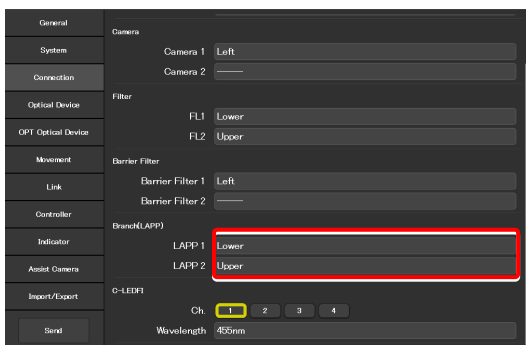 General
System
Connection
Optical Device
OPT Optical Device
Movement
Link
Controller
Indicator
Assist Camera
Import/Export
Send
Camera
Camera 1 Left
Camera 2 ——
Filter
FL1 Lower
FL2 Upper
Barrier Filter
Barrier Filter 1 Left
Barrier Filter 2 ——
Branch(LAPP)
LAPP 1 Lower
LAPP 2 Upper
C-LEDFI
Ch. 1 2 3 4
Wavelength 455nm